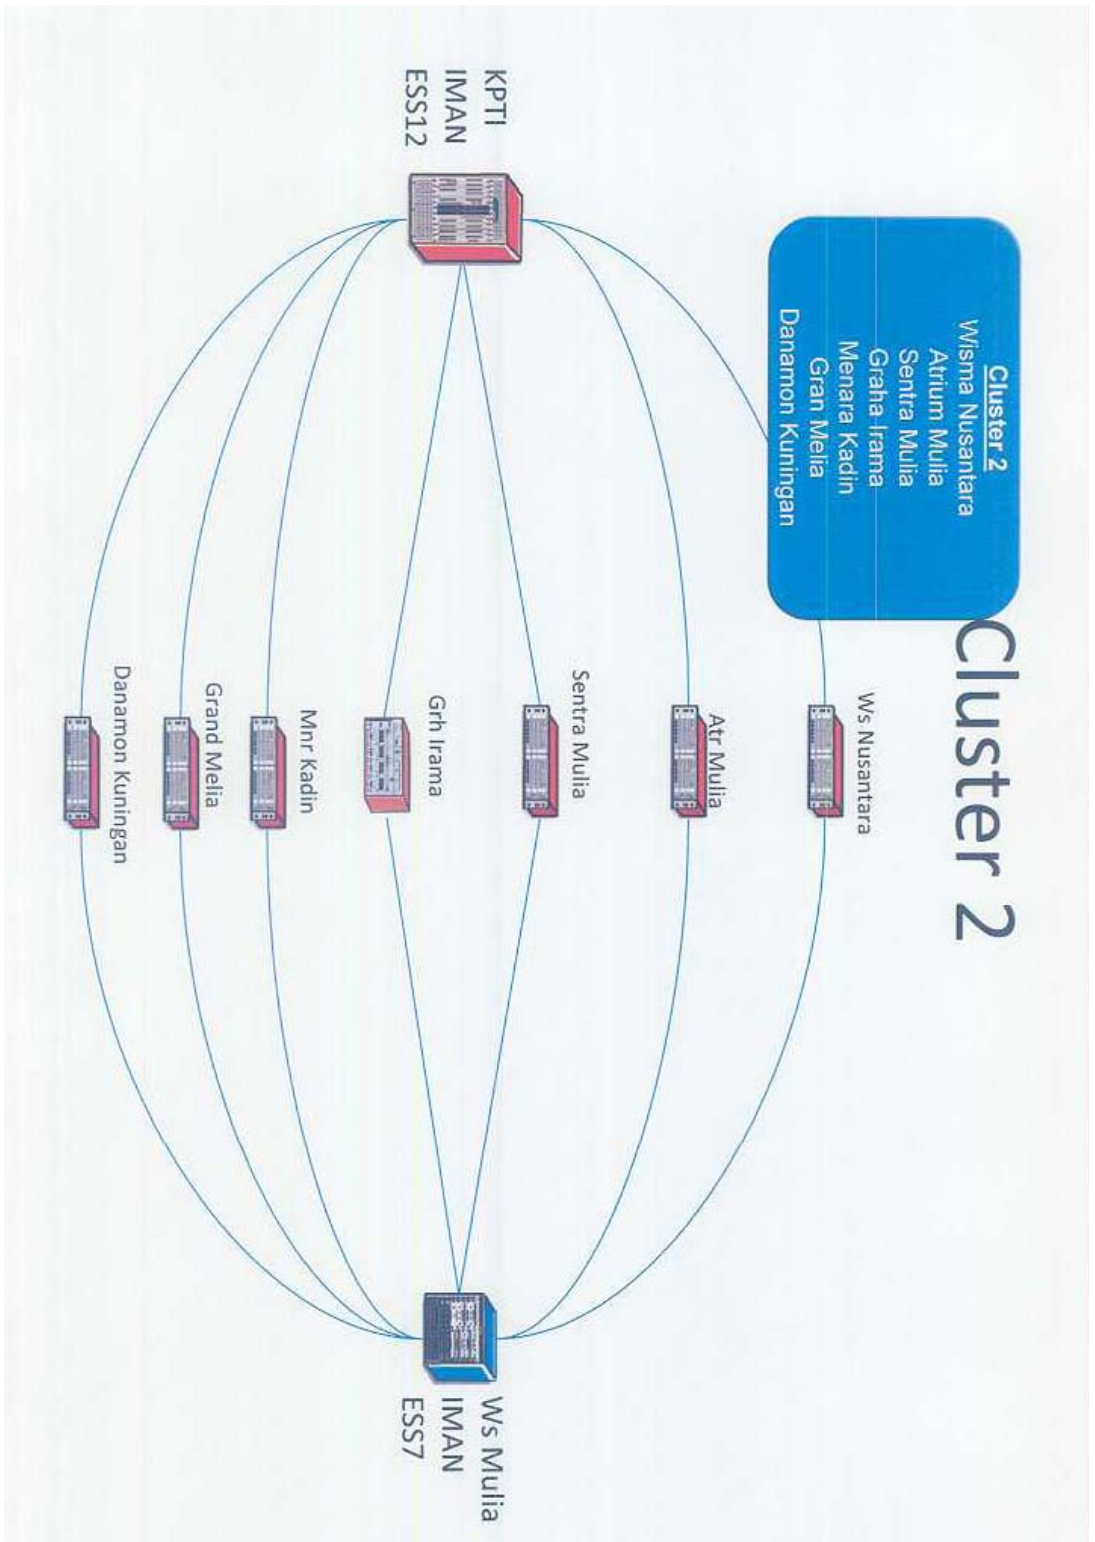 Cluster 2
Cluster 2
Wisma Nusantara
Atrium Mulia
Sentra Mulia
Graha Irama
Menara Kadin
Gran Melia
Danamon Kuningan
Ws Nusantara
Atr Mulia
Sentra Mulia
KPTI
IMAN
ESS12
Ws Mulia
IMAN
ESS7
Grh Irama
Mnr Kadin
Grand Melia
Danamon Kuningan